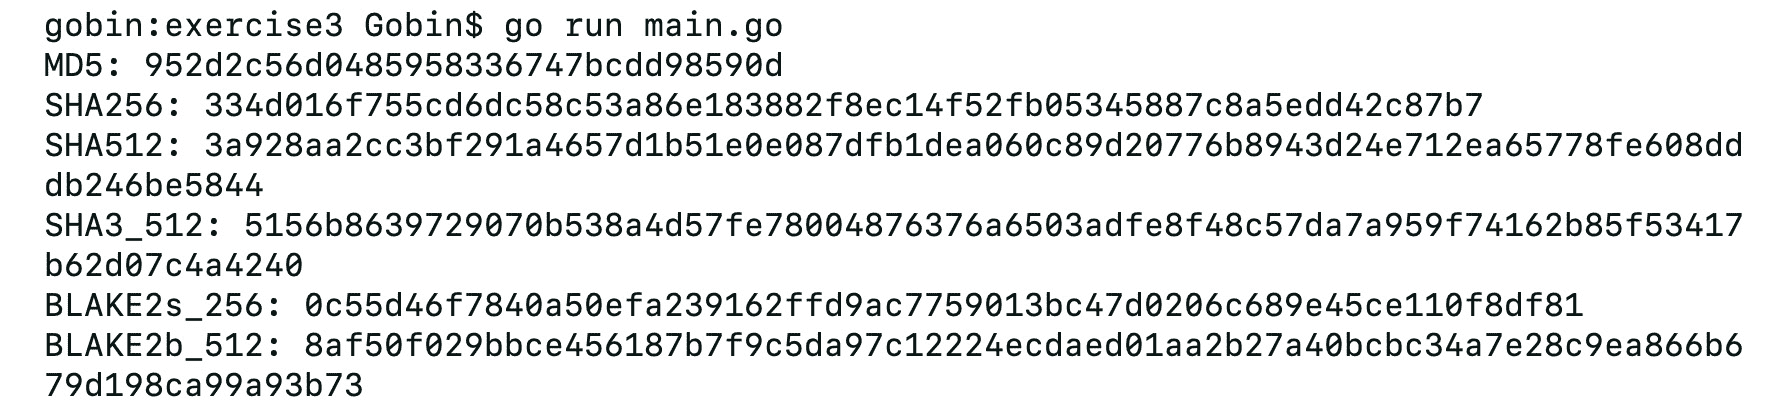 gobin:exercise3 Gobin$ go run main.go
MD5: 952d2c56d0485958336747bcdd98590d
SHA256: 334d016f755cd6dc58c53a86e183882f8ec14f52fb05345887c8a5edd42c87b7
SHA512: 3a928aa2cc3bf291a4657d1b51e0e087dfb1dea060c89d20776b8943d24e712ea65778fe608dd
db246be5844
SHA3_512: 5156b8639729070b538a4d57fe78004876376a6503adfe8f48c57da7a959f74162b85f53417
b62d07c4a4240
BLAKE2s_256: 0c55d46f7840a50efa239162ffd9ac7759013bc47d0206c689e45ce110f8df81
BLAKE2b_512: 8af50f029bbce456187b7f9c5da97c12224ecdaed01aa2b27a40bcbc34a7e28c9ea866b6
79d198ca99a93b73